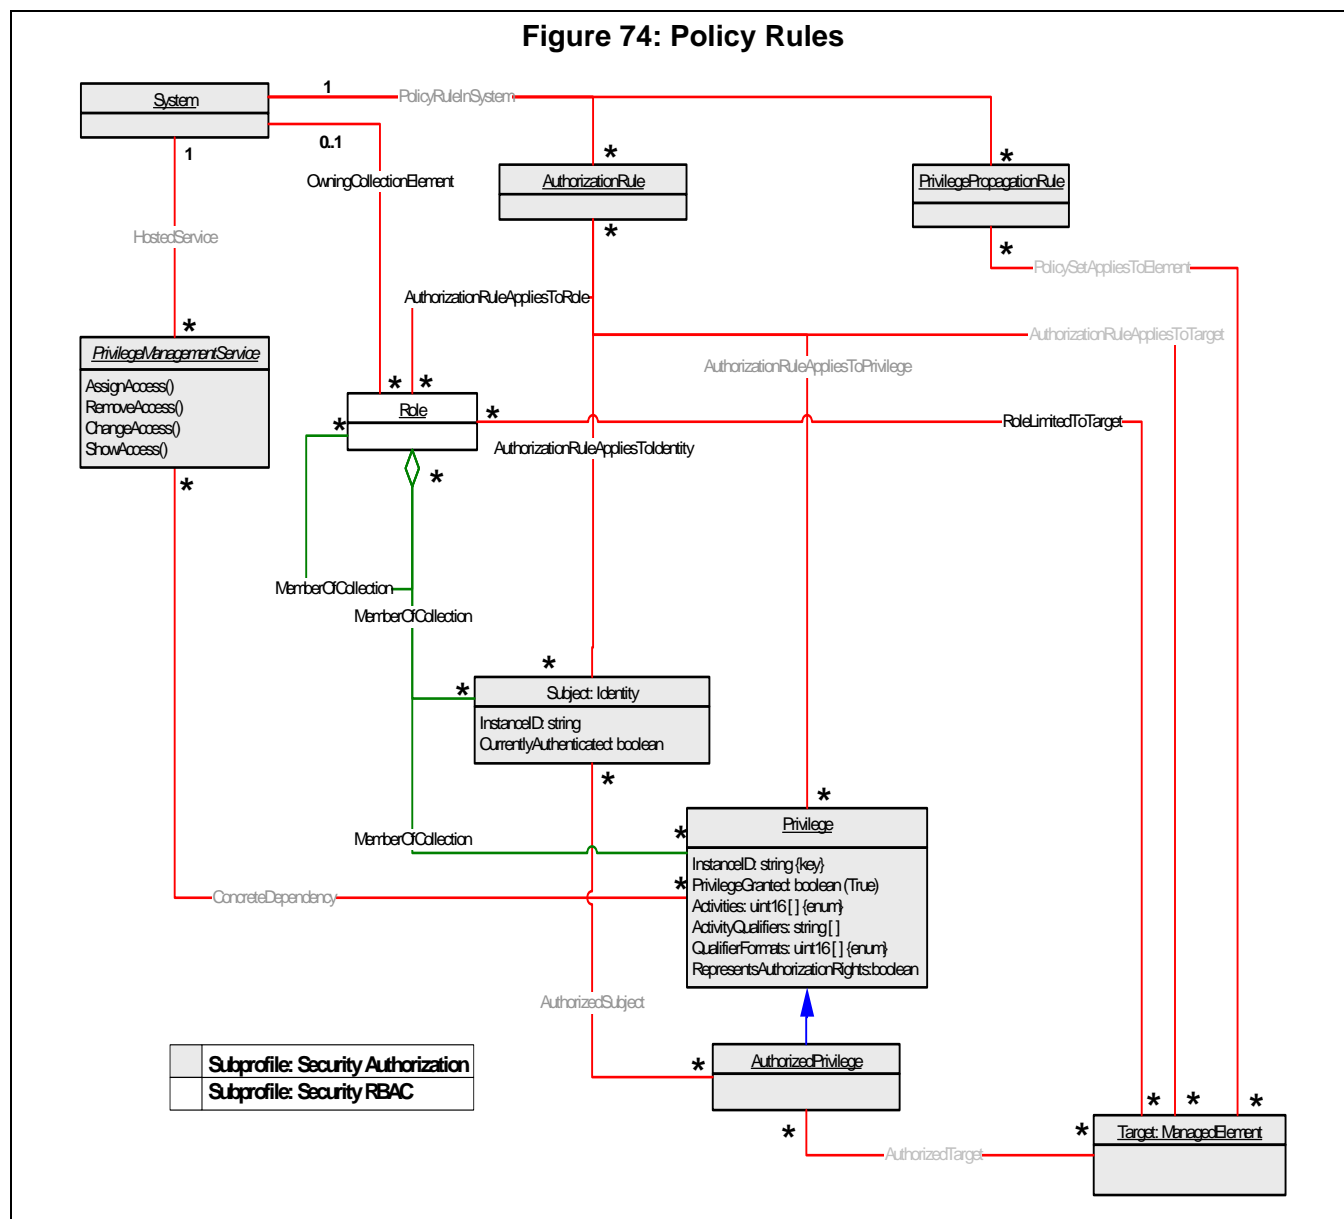 Figure 74: Policy Rules
System
1
PolicyRuleInSystem
0..1
1
OwningCollectionElement
*
AuthorizationRule
*
*
PrivilegePropagationRule
*
HostedService
PolicySetAppliesToElement
AuthorizationRuleAppliesToRole
*
PrivilegeManagementService
AssignAccess()
RemoveAccess()
ChangeAccess()
ShowAccess()
*
AuthorizationRuleAppliesToTarget
AuthorizationRuleAppliesToPrivilege
* *
Role
*
*
*
RoleLimitedToTarget
AuthorizationRuleAppliesToIdentity
MemberOfCollection
MemberOfCollection
*
*
Subject: Identity
InstanceID: string
CurrentlyAuthenticated: boolean
*
*
Privilege
InstanceID: string {key}
PrivilegeGranted: boolean (True)
Activities: uint16 [ ] {enum}
ActivityQualifiers: string [ ]
QualifierFormats: uint16 [ ] {enum}
RepresentsAuthorizationRights:boolean
MemberOfCollection
*
*
ConcreteDependency
AuthorizedSubject
*
AuthorizedPrivilege
*
Subprofile: Security Authorization
Subprofile: Security RBAC
* * *
*
Target: ManagedElement
AuthorizedTarget